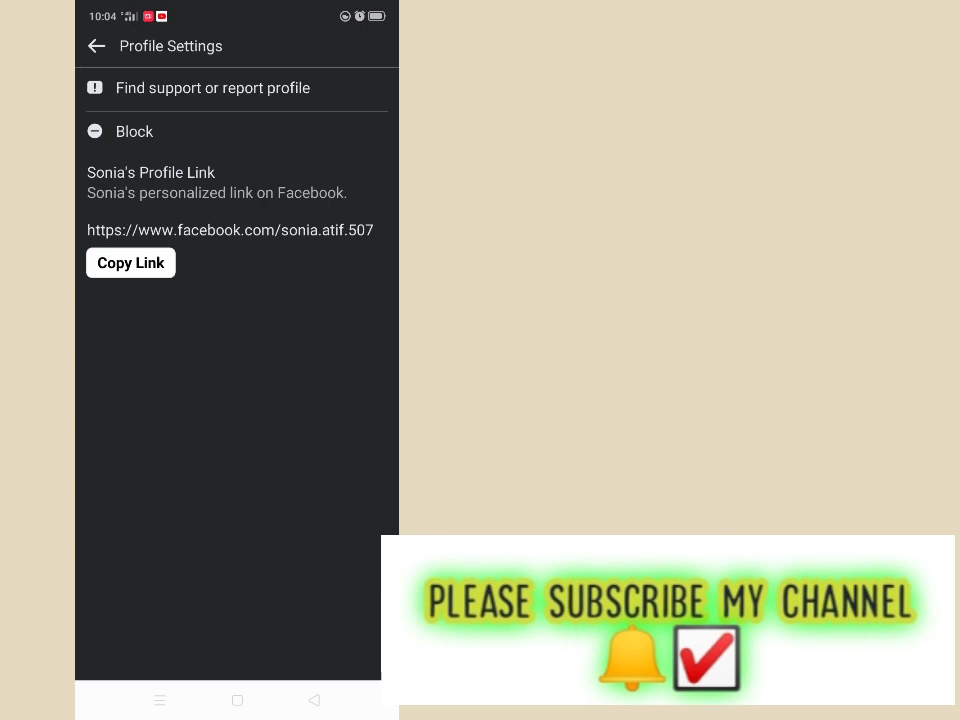 10:04
Profile Settings
Find support or report profile
Block
Sonia's Profile Link
Sonia's personalized link on Facebook.
https://www.facebook.com/sonia.atif.507
Copy Link
PLEASE SUBSCRIBE MY CHANNEL